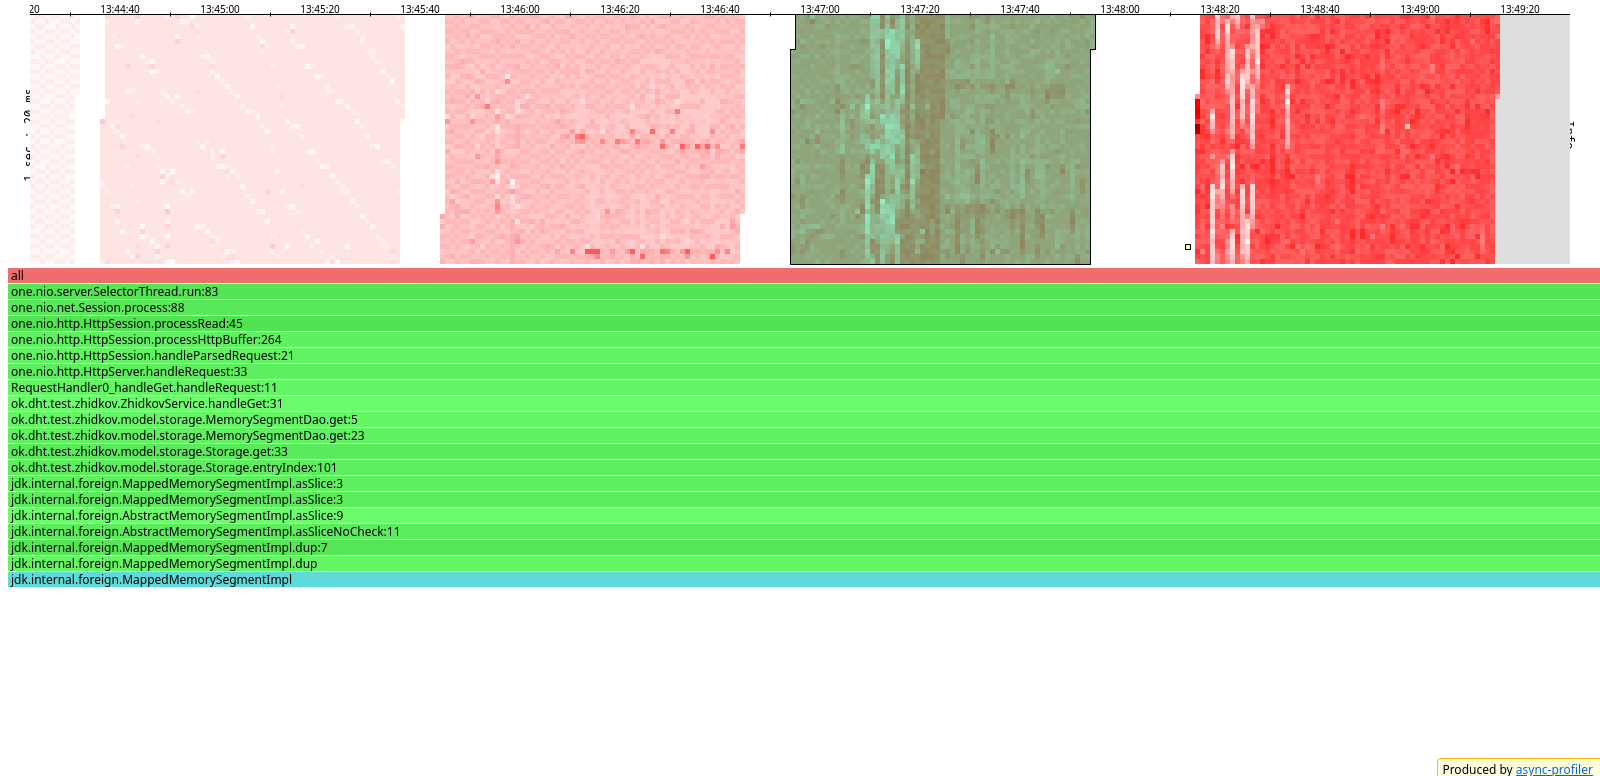 20 13:44:40 13:45:00 13:45:20 13:45:40 13:46:00 13:46:20 13:46:40 13:47:00 13:47:20 13:47:40 13:48:00 13:48:20 13:48:40 13:49:00 13:49:20
1 sec : 20 ms
Info
all
one.nio.server.SelectorThread.run:83
one.nio.net.Session.process:88
one.nio.http.HttpSession.processRead:45
one.nio.http.HttpSession.processHttpBuffer:264
one.nio.http.HttpSession.handleParsedRequest:21
one.nio.http.HttpServer.handleRequest:33
RequestHandler0_handleGet.handleRequest:11
ok.dht.test.zhidkov.ZhidkovService.handleGet:31
ok.dht.test.zhidkov.model.storage.MemorySegmentDao.get:5
ok.dht.test.zhidkov.model.storage.MemorySegmentDao.get:23
ok.dht.test.zhidkov.model.storage.Storage.get:33
ok.dht.test.zhidkov.model.storage.Storage.entryIndex:101
jdk.internal.foreign.MappedMemorySegmentImpl.asSlice:3
jdk.internal.foreign.MappedMemorySegmentImpl.asSlice:3
jdk.internal.foreign.AbstractMemorySegmentImpl.asSlice:9
jdk.internal.foreign.AbstractMemorySegmentImpl.asSliceNoCheck:11
jdk.internal.foreign.MappedMemorySegmentImpl.dup:7
jdk.internal.foreign.MappedMemorySegmentImpl.dup
jdk.internal.foreign.MappedMemorySegmentImpl
Produced by async-profiler